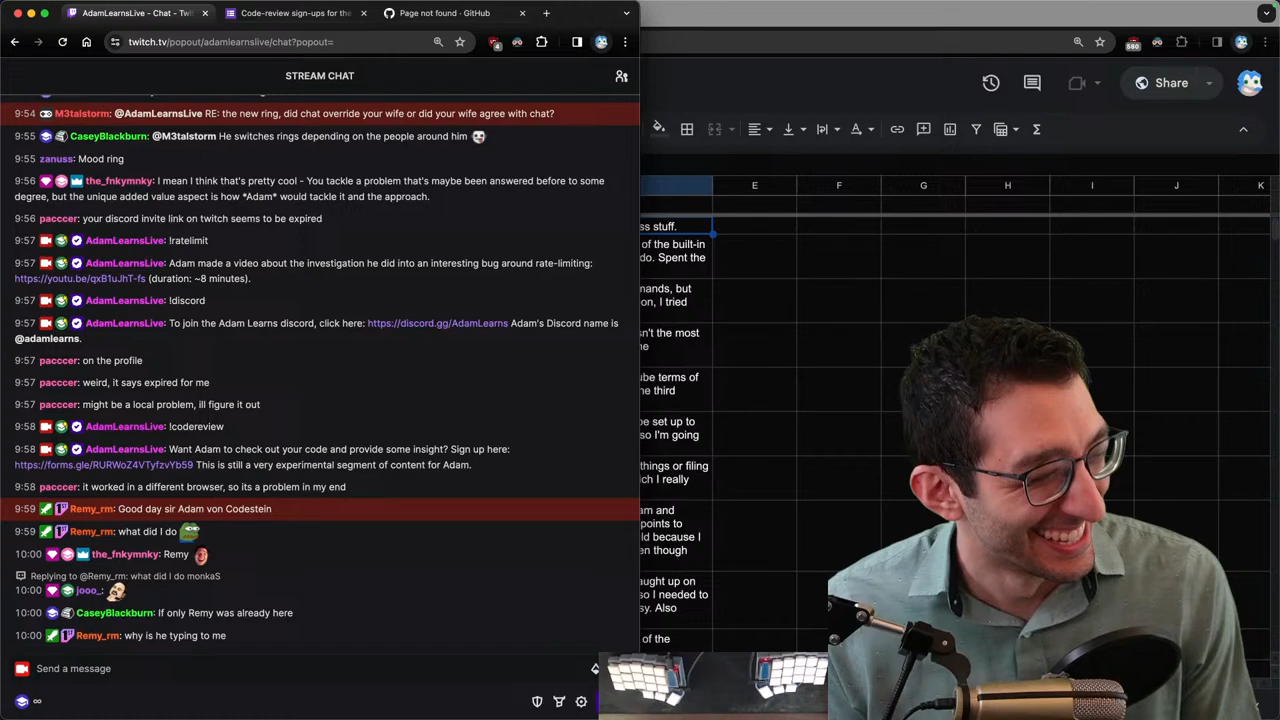 AdamLearnsLive - Chat - Twi
Code-review sign-ups for the
Page not found · GitHub
twitch.tv/popout/adamlearnslive/chat?popout=
4
580
STREAM CHAT
Share
9:54 M3talstorm: @AdamLearnsLive RE: the new ring, did chat override your wife or did your wife agree with chat?
9:55 CaseyBlackburn: @M3talstorm He switches rings depending on the people around him
9:55 zanuss: Mood ring
9:56 the_fnkymnky: I mean I think that's pretty cool - You tackle a problem that's maybe been answered before to some
degree, but the unique added value aspect is how *Adam* would tackle it and the approach.
9:56 pacccer: your discord invite link on twitch seems to be expired
9:57 AdamLearnsLive: !ratelimit
9:57 AdamLearnsLive: Adam made a video about the investigation he did into an interesting bug around rate-limiting:
https://youtu.be/qxB1uJhT-fs (duration: ~8 minutes).
9:57 AdamLearnsLive: !discord
9:57 AdamLearnsLive: To join the Adam Learns discord, click here: https://discord.gg/AdamLearns Adam's Discord name is
@adamlearns.
9:57 pacccer: on the profile
9:57 pacccer: weird, it says expired for me
9:57 pacccer: might be a local problem, ill figure it out
9:58 AdamLearnsLive: !codereview
9:58 AdamLearnsLive: Want Adam to check out your code and provide some insight? Sign up here:
https://forms.gle/RURWoZ4VTyfzvYb59 This is still a very experimental segment of content for Adam.
9:58 pacccer: it worked in a different browser, so its a problem in my end
9:59 Remy_rm: Good day sir Adam von Codestein
9:59 Remy_rm: what did I do
10:00 the_fnkymnky: Remy
Replying to @Remy_rm: what did I do monkaS
10:00 jooo_:
10:00 CaseyBlackburn: If only Remy was already here
10:00 Remy_rm: why is he typing to me
Send a message
∞
E F G H I J K
ss stuff.
of the built-in
do. Spent the
mands, but
on, I tried
sn't the most
ne
ube terms of
he third
be set up to
so I'm going
things or filing
ich I really
am and
points to
ld because I
en though
aught up on
so I needed to
sy. Also
of the